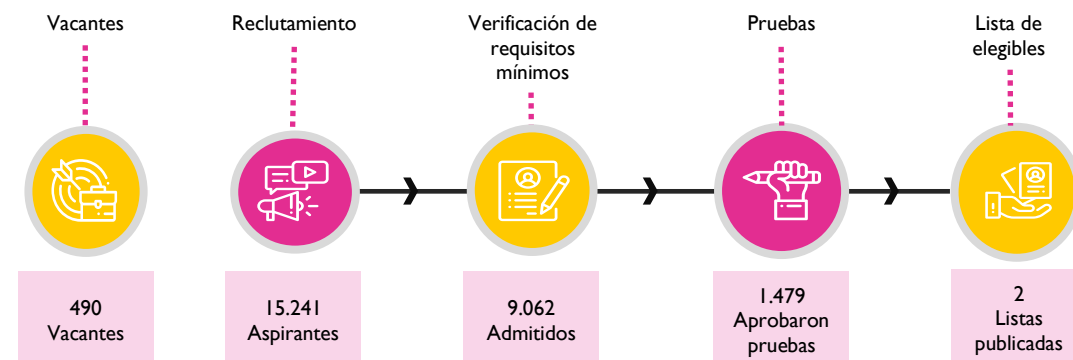 Vacantes
Reclutamiento
Verificación de
requisitos
mínimos
Pruebas
Lista de
elegibles
490
Vacantes
15.241
Aspirantes
9.062
Admitidos
1.479
Aprobaron
pruebas
2
Listas
publicadas